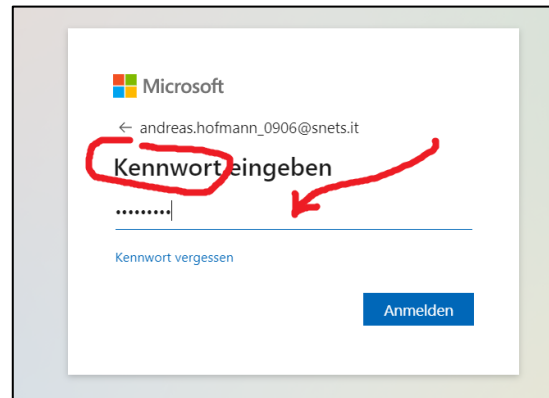 Microsoft
← andreas.hofmann_0906@snets.it
Kennwort eingeben
•••••••••
Kennwort vergessen
Anmelden